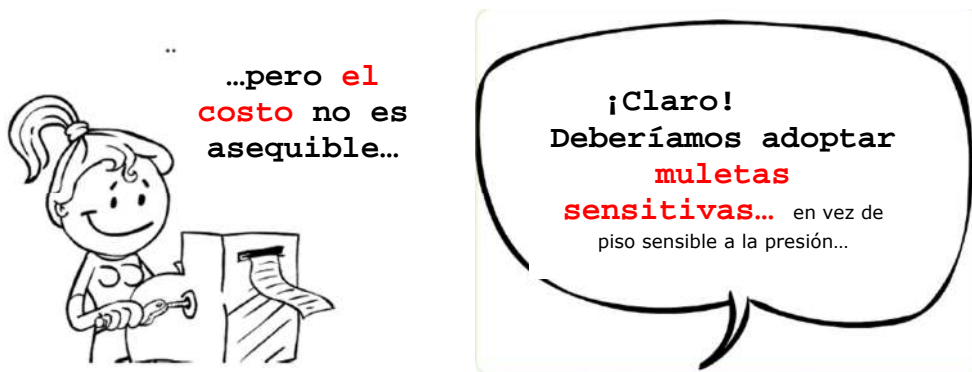 …pero el
costo no es
asequible…
¡Claro!
Deberíamos adoptar
muletas
sensitivas… en vez de
piso sensible a la presión…